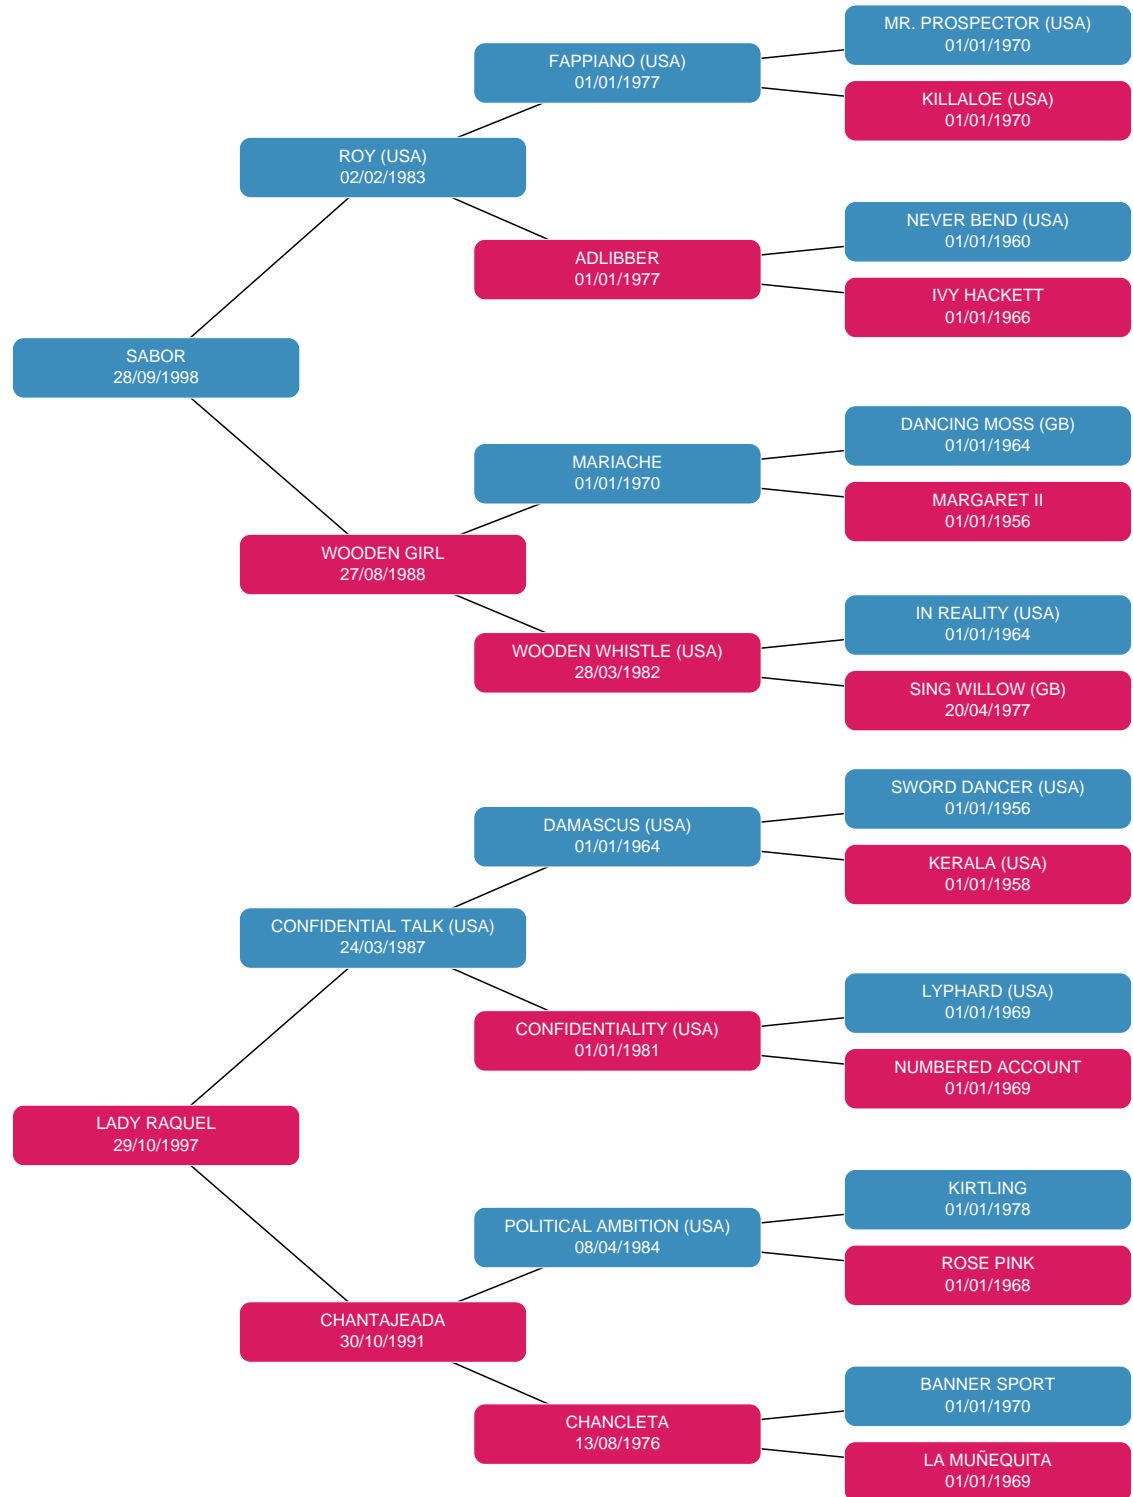 MR. PROSPECTOR (USA)
01/01/1970
FAPPIANO (USA)
01/01/1977
KILLALOE (USA)
01/01/1970
ROY (USA)
02/02/1983
NEVER BEND (USA)
01/01/1960
ADLIBBER
01/01/1977
IVY HACKETT
01/01/1966
SABOR
28/09/1998
DANCING MOSS (GB)
01/01/1964
MARIACHE
01/01/1970
MARGARET II
01/01/1956
WOODEN GIRL
27/08/1988
IN REALITY (USA)
01/01/1964
WOODEN WHISTLE (USA)
28/03/1982
SING WILLOW (GB)
20/04/1977
SWORD DANCER (USA)
01/01/1956
DAMASCUS (USA)
01/01/1964
KERALA (USA)
01/01/1958
CONFIDENTIAL TALK (USA)
24/03/1987
LYPHARD (USA)
01/01/1969
CONFIDENTIALITY (USA)
01/01/1981
NUMBERED ACCOUNT
01/01/1969
LADY RAQUEL
29/10/1997
KIRTLING
01/01/1978
POLITICAL AMBITION (USA)
08/04/1984
ROSE PINK
01/01/1968
CHANTAJEADA
30/10/1991
BANNER SPORT
01/01/1970
CHANCLETA
13/08/1976
LA MUÑEQUITA
01/01/1969